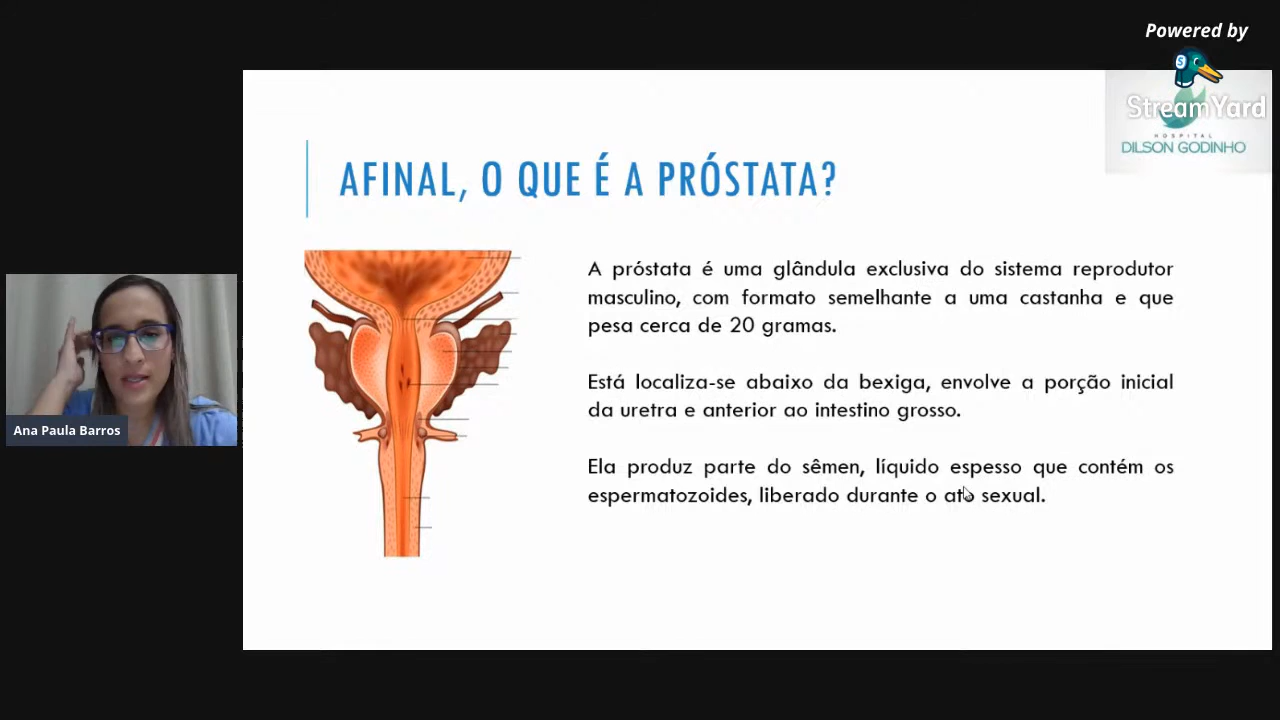 Powered by
StreamYard
HOSPITAL
DILSON GODINHO
AFINAL, O QUE É A PRÓSTATA?
A próstata é uma glândula exclusiva do sistema reprodutor
masculino, com formato semelhante a uma castanha e que
pesa cerca de 20 gramas.
Está localiza-se abaixo da bexiga, envolve a porção inicial
da uretra e anterior ao intestino grosso.
Ela produz parte do sêmen, líquido espesso que contém os
espermatozoides, liberado durante o ato sexual.
Ana Paula Barros